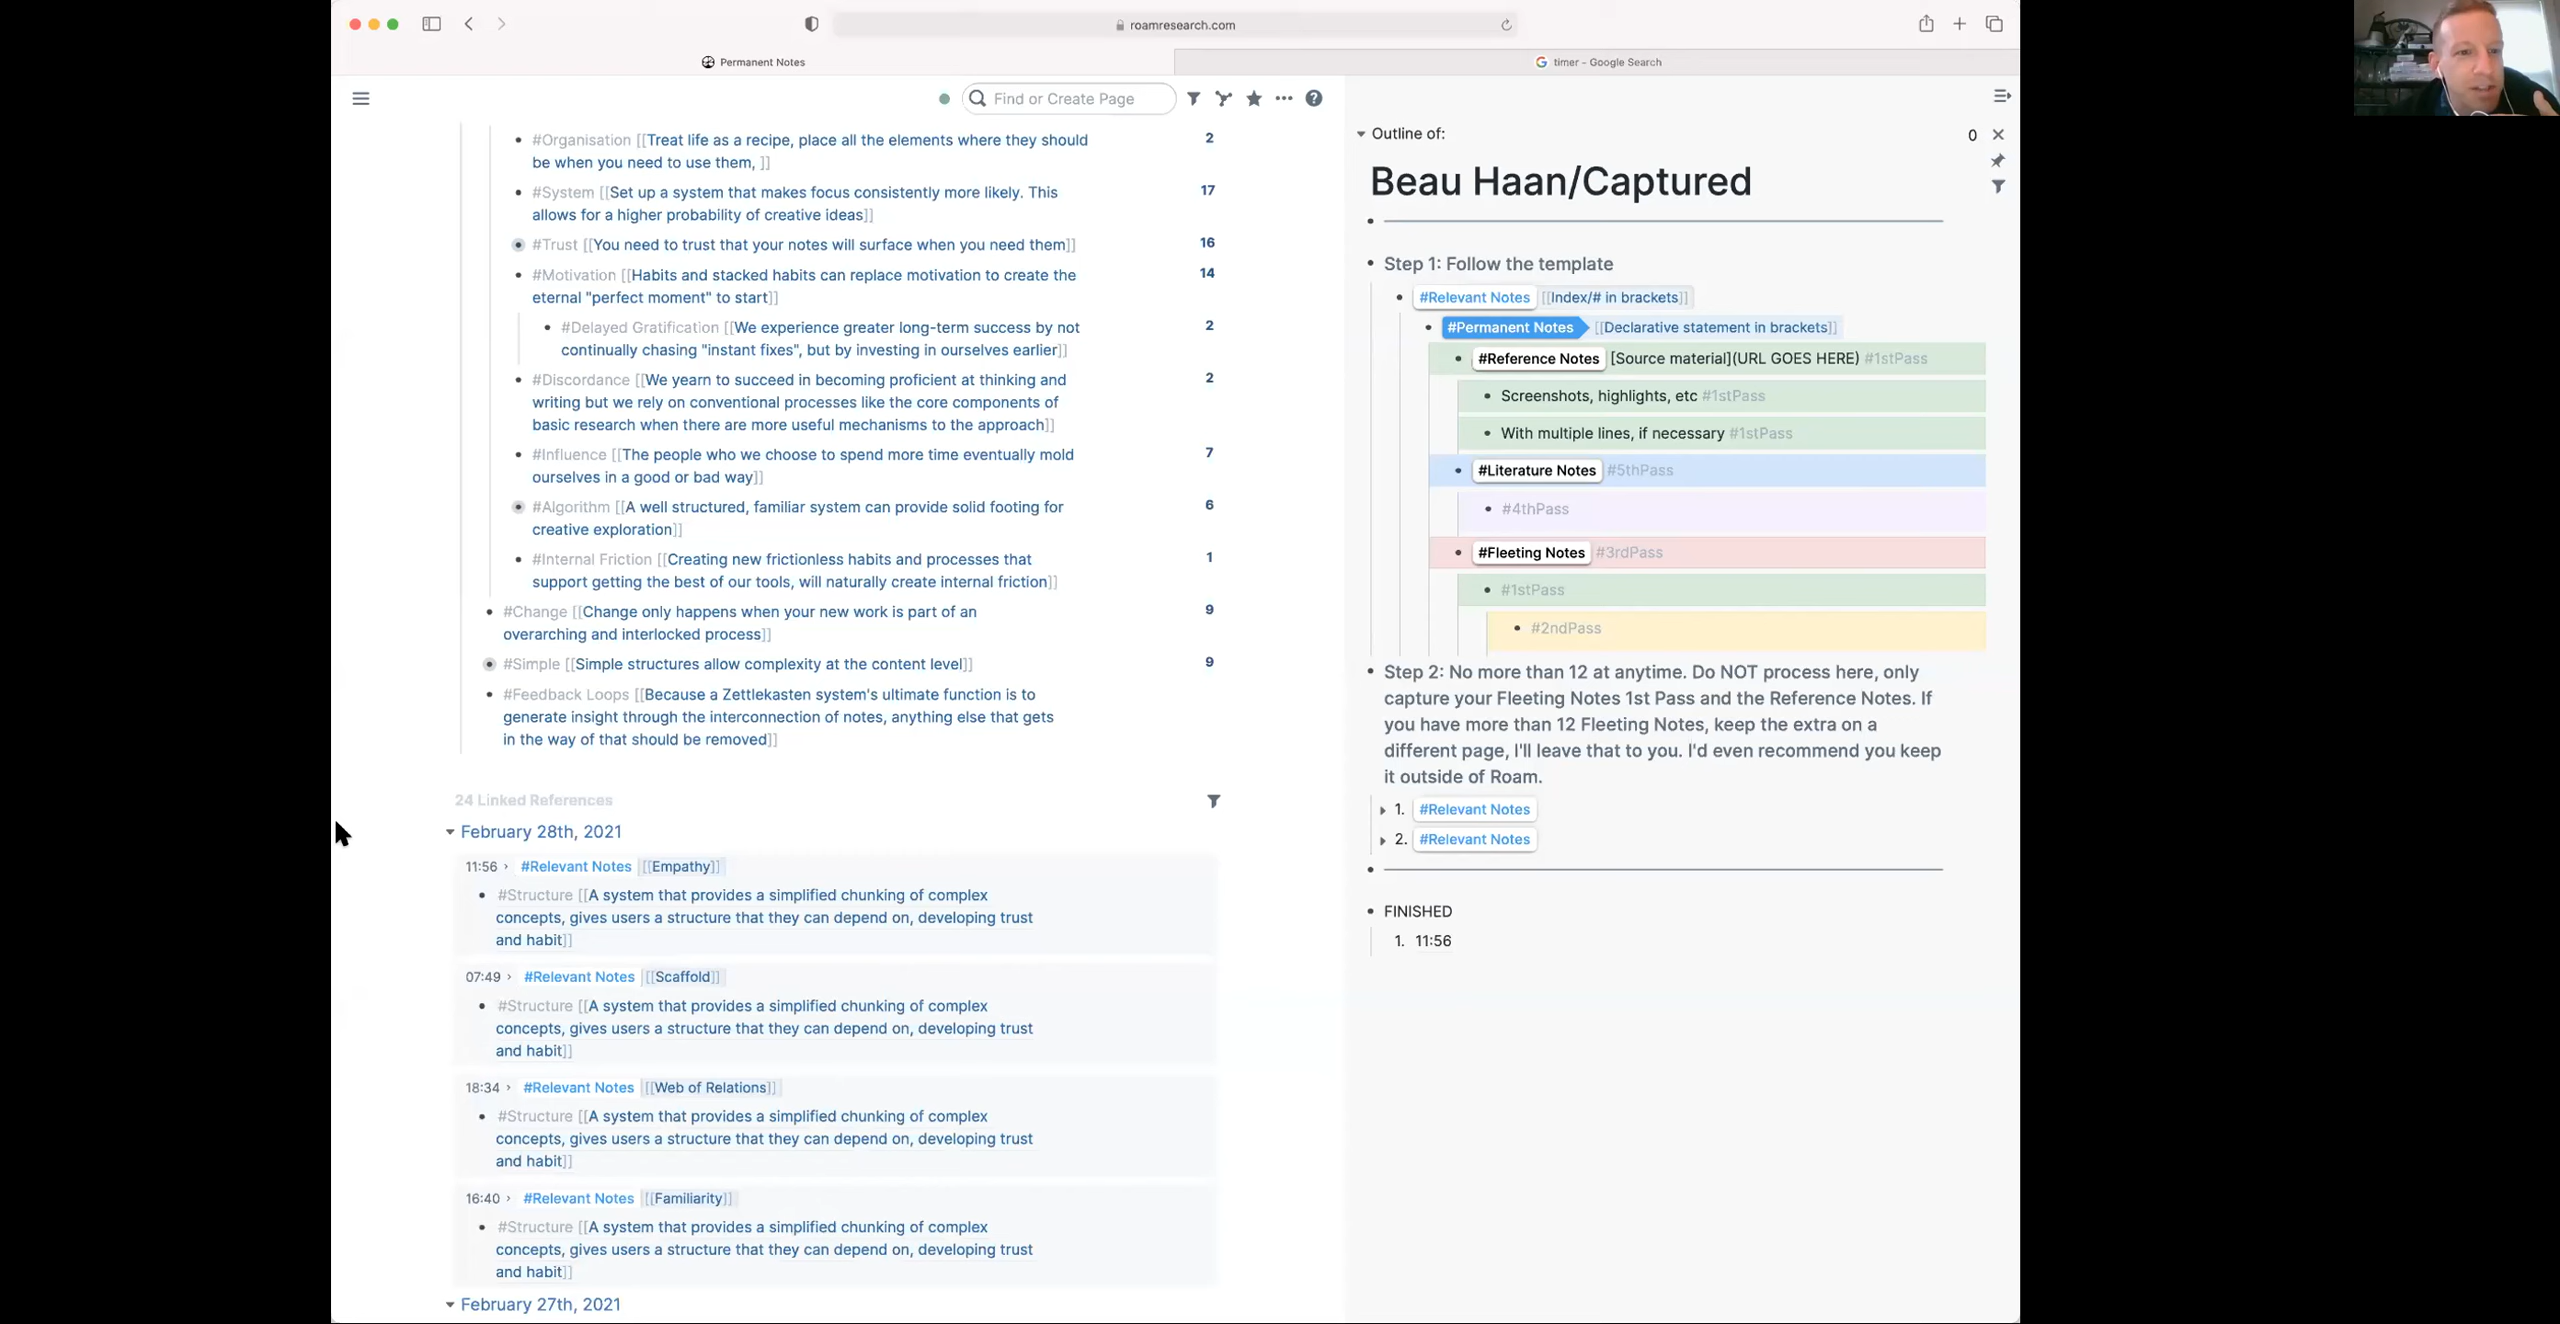 roamresearch.com
Permanent Notes
timer - Google Search
Find or Create Page
#Organisation [[Treat life as a recipe, place all the elements where they should
be when you need to use them, ]]
2
#System [[Set up a system that makes focus consistently more likely. This
allows for a higher probability of creative ideas]]
17
#Trust [[You need to trust that your notes will surface when you need them]]
16
#Motivation [[Habits and stacked habits can replace motivation to create the
eternal "perfect moment" to start]]
14
#Delayed Gratification [[We experience greater long-term success by not
continually chasing "instant fixes", but by investing in ourselves earlier]]
2
#Discordance [[We yearn to succeed in becoming proficient at thinking and
writing but we rely on conventional processes like the core components of
basic research when there are more useful mechanisms to the approach]]
2
#Influence [[The people who we choose to spend more time eventually mold
ourselves in a good or bad way]]
7
#Algorithm [[A well structured, familiar system can provide solid footing for
creative exploration]]
6
#Internal Friction [[Creating new frictionless habits and processes that
support getting the best of our tools, will naturally create internal friction]]
1
#Change [[Change only happens when your new work is part of an
overarching and interlocked process]]
9
#Simple [[Simple structures allow complexity at the content level]]
9
#Feedback Loops [[Because a Zettlekasten system's ultimate function is to
generate insight through the interconnection of notes, anything else that gets
in the way of that should be removed]]
24 Linked References
February 28th, 2021
11:56 › #Relevant Notes [[Empathy]]
#Structure [[A system that provides a simplified chunking of complex
concepts, gives users a structure that they can depend on, developing trust
and habit]]
07:49 › #Relevant Notes [[Scaffold]]
#Structure [[A system that provides a simplified chunking of complex
concepts, gives users a structure that they can depend on, developing trust
and habit]]
18:34 › #Relevant Notes [[Web of Relations]]
#Structure [[A system that provides a simplified chunking of complex
concepts, gives users a structure that they can depend on, developing trust
and habit]]
16:40 › #Relevant Notes [[Familiarity]]
#Structure [[A system that provides a simplified chunking of complex
concepts, gives users a structure that they can depend on, developing trust
and habit]]
February 27th, 2021
Outline of:
0
Beau Haan/Captured
Step 1: Follow the template
#Relevant Notes [[Index/# in brackets]]
#Permanent Notes [[Declarative statement in brackets]]
#Reference Notes [Source material](URL GOES HERE) #1stPass
Screenshots, highlights, etc #1stPass
With multiple lines, if necessary #1stPass
#Literature Notes #5thPass
#4thPass
#Fleeting Notes #3rdPass
#1stPass
#2ndPass
Step 2: No more than 12 at anytime. Do NOT process here, only
capture your Fleeting Notes 1st Pass and the Reference Notes. If
you have more than 12 Fleeting Notes, keep the extra on a
different page, I'll leave that to you. I'd even recommend you keep
it outside of Roam.
1. #Relevant Notes
2. #Relevant Notes
FINISHED
1. 11:56